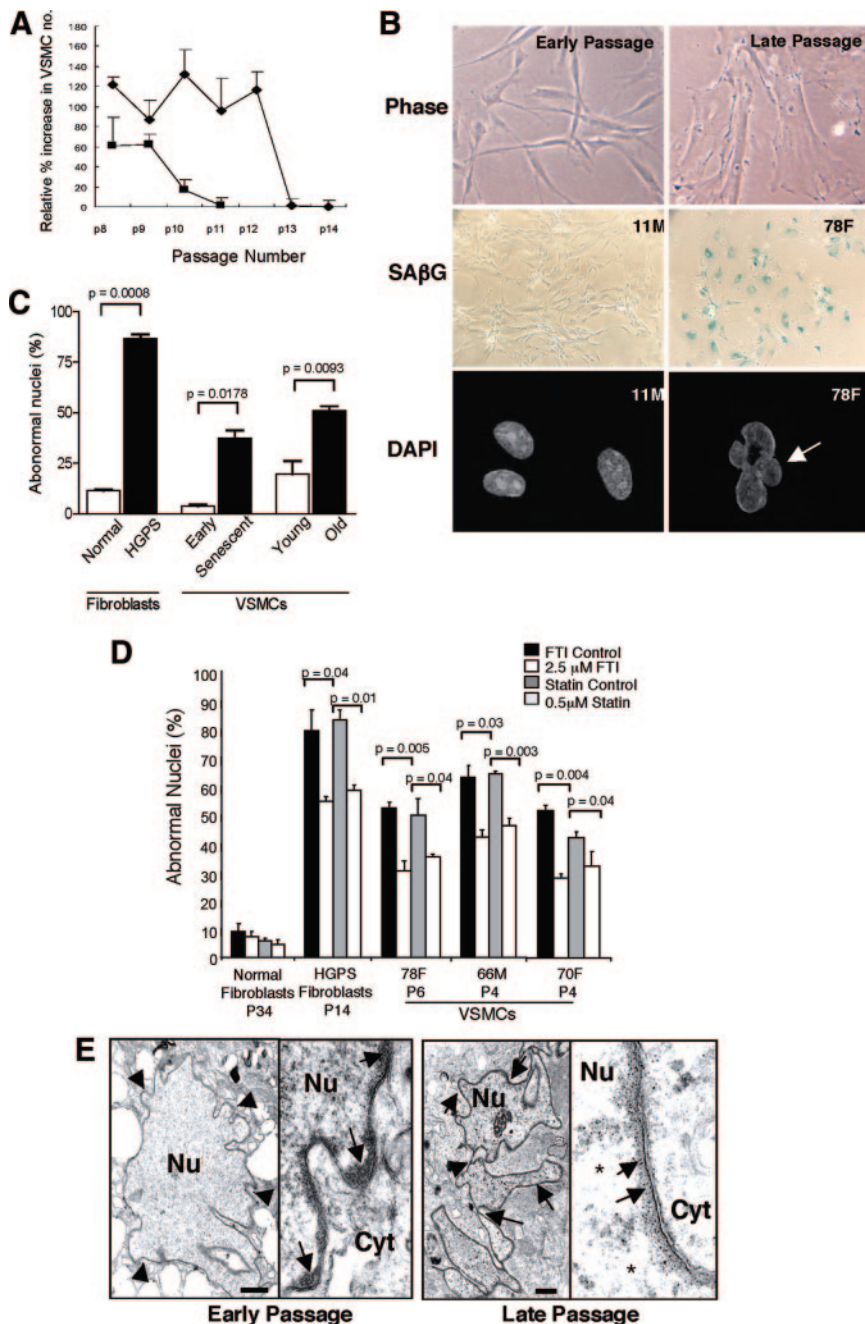 A
Relative % increase in VSMC no.
180
160
140
120
100
80
60
40
20
0
p8 p9 p10 p11 p12 p13 p14
Passage Number
B
Early Passage
Late Passage
Phase
11M
78F
SAβG
11M
78F
DAPI
C
p = 0.0008
p = 0.0178
p = 0.0093
Abonormal nuclei (%)
100
75
50
25
0
Normal HGPS Early Senescent Young Old
Fibroblasts VSMCs
D
FTI Control
2.5 μM FTI
Statin Control
0.5μM Statin
p = 0.04
p = 0.01
p = 0.005
p = 0.04
p = 0.03
p = 0.003
p = 0.004
p = 0.04
Abnormal Nuclei (%)
100
90
80
70
60
50
40
30
20
10
0
Normal HGPS 78F 66M 70F
Fibroblasts Fibroblasts P6 P4 P4
P34 P14 VSMCs
E
Nu
Nu
Cyt
Nu
Nu
*
*
Cyt
Early Passage
Late Passage